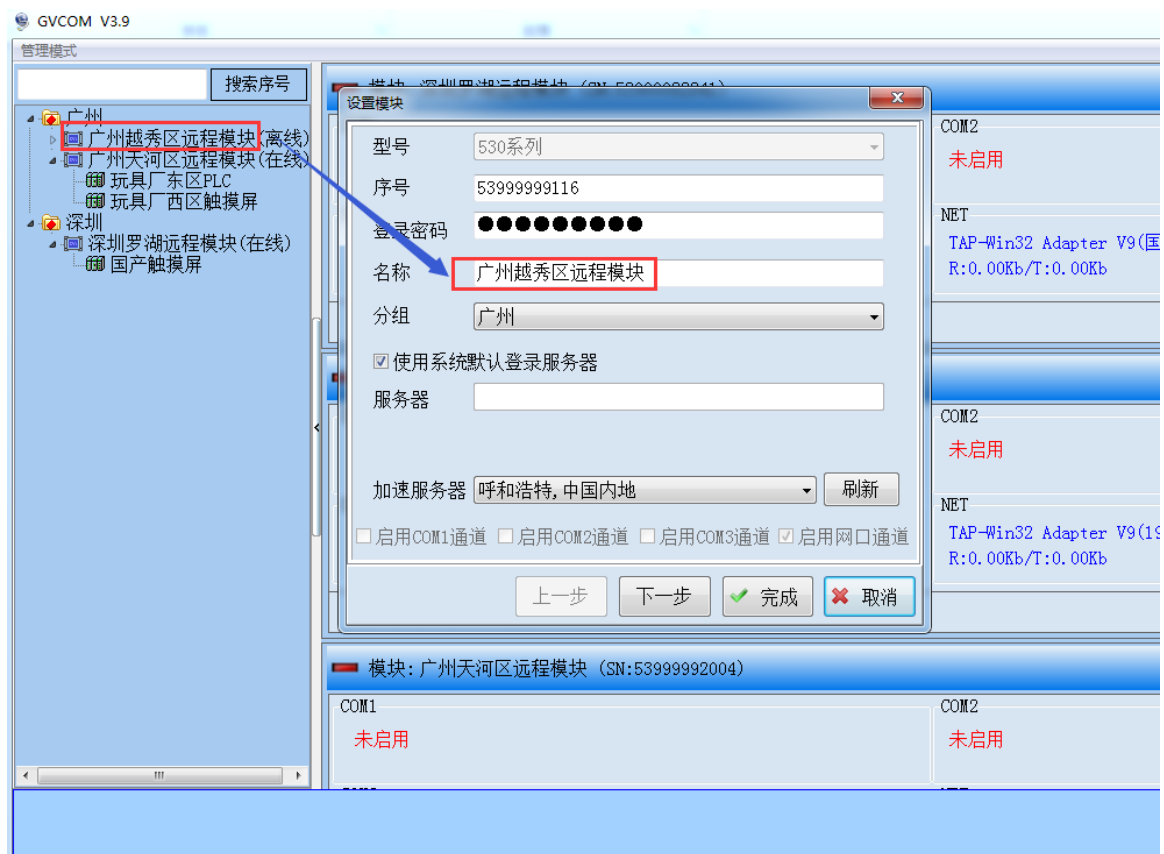 GVCOM V3.9
管理模式
搜索序号
广州
广州越秀区远程模块(离线)
广州天河区远程模块(在线)
玩具厂东区PLC
玩具厂西区触摸屏
深圳
深圳罗湖远程模块(在线)
国产触摸屏
设置模块
型号 530系列
序号 53999999116
登录密码 ●●●●●●●●●
名称 广州越秀区远程模块
分组 广州
使用系统默认登录服务器
服务器
加速服务器 呼和浩特,中国内地 刷新
启用COM1通道 启用COM2通道 启用COM3通道 启用网口通道
上一步 下一步 完成 取消
COM2
未启用
NET
TAP-Win32 Adapter V9(国
R:0.00Kb/T:0.00Kb
COM2
未启用
NET
TAP-Win32 Adapter V9(19
R:0.00Kb/T:0.00Kb
模块:广州天河区远程模块 (SN:53999992004)
COM1
未启用
COM2
未启用